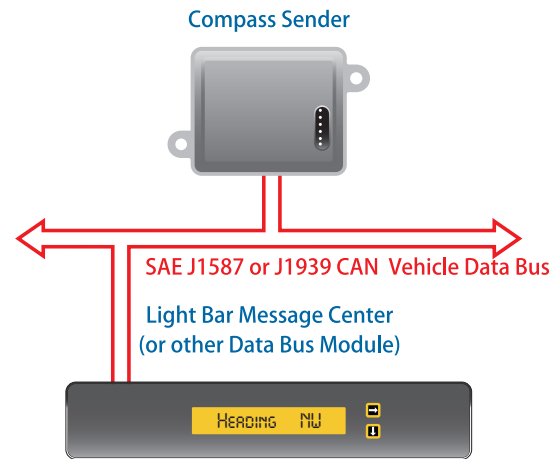 Compass Sender
SAE J1587 or J1939 CAN Vehicle Data Bus
Light Bar Message Center
(or other Data Bus Module)
HEADING NW